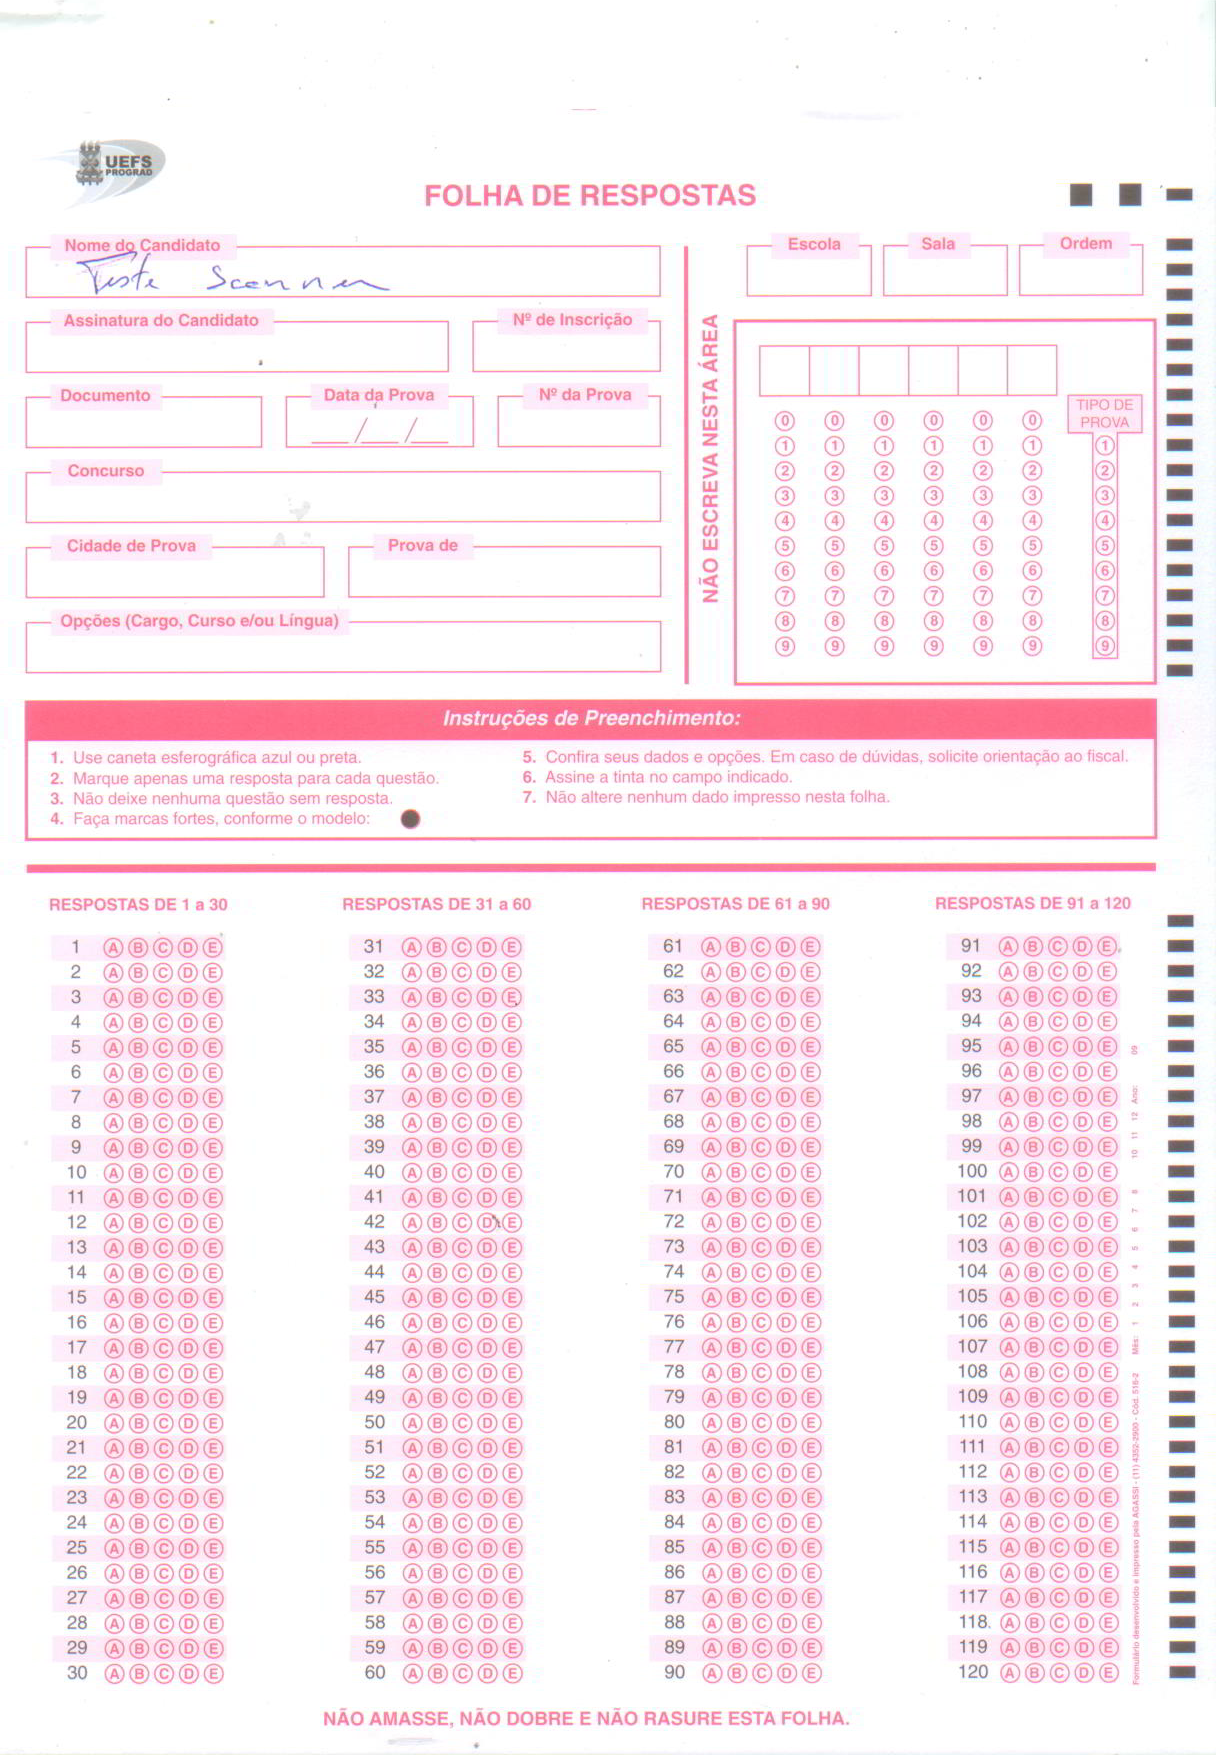 UEFS
PROGRAD
FOLHA DE RESPOSTAS
Nome do Candidato
Teste Scanner
Assinatura do Candidato
Nº de Inscrição
Documento
Data da Prova
__/__/__
Nº da Prova
Concurso
Cidade de Prova
Prova de
Opções (Cargo, Curso e/ou Língua)
NÃO ESCREVA NESTA ÁREA
Escola
Sala
Ordem
TIPO DE
PROVA
0 0 0 0 0 0
1 1 1 1 1 1 1
2 2 2 2 2 2 2
3 3 3 3 3 3 3
4 4 4 4 4 4 4
5 5 5 5 5 5 5
6 6 6 6 6 6 6
7 7 7 7 7 7 7
8 8 8 8 8 8 8
9 9 9 9 9 9 9
Instruções de Preenchimento:
1. Use caneta esferográfica azul ou preta.
2. Marque apenas uma resposta para cada questão.
3. Não deixe nenhuma questão sem resposta.
4. Faça marcas fortes, conforme o modelo:
5. Confira seus dados e opções. Em caso de dúvidas, solicite orientação ao fiscal.
6. Assine a tinta no campo indicado.
7. Não altere nenhum dado impresso nesta folha.
RESPOSTAS DE 1 a 30
1 A B C D E
2 A B C D E
3 A B C D E
4 A B C D E
5 A B C D E
6 A B C D E
7 A B C D E
8 A B C D E
9 A B C D E
10 A B C D E
11 A B C D E
12 A B C D E
13 A B C D E
14 A B C D E
15 A B C D E
16 A B C D E
17 A B C D E
18 A B C D E
19 A B C D E
20 A B C D E
21 A B C D E
22 A B C D E
23 A B C D E
24 A B C D E
25 A B C D E
26 A B C D E
27 A B C D E
28 A B C D E
29 A B C D E
30 A B C D E
RESPOSTAS DE 31 a 60
31 A B C D E
32 A B C D E
33 A B C D E
34 A B C D E
35 A B C D E
36 A B C D E
37 A B C D E
38 A B C D E
39 A B C D E
40 A B C D E
41 A B C D E
42 A B C D E
43 A B C D E
44 A B C D E
45 A B C D E
46 A B C D E
47 A B C D E
48 A B C D E
49 A B C D E
50 A B C D E
51 A B C D E
52 A B C D E
53 A B C D E
54 A B C D E
55 A B C D E
56 A B C D E
57 A B C D E
58 A B C D E
59 A B C D E
60 A B C D E
RESPOSTAS DE 61 a 90
61 A B C D E
62 A B C D E
63 A B C D E
64 A B C D E
65 A B C D E
66 A B C D E
67 A B C D E
68 A B C D E
69 A B C D E
70 A B C D E
71 A B C D E
72 A B C D E
73 A B C D E
74 A B C D E
75 A B C D E
76 A B C D E
77 A B C D E
78 A B C D E
79 A B C D E
80 A B C D E
81 A B C D E
82 A B C D E
83 A B C D E
84 A B C D E
85 A B C D E
86 A B C D E
87 A B C D E
88 A B C D E
89 A B C D E
90 A B C D E
RESPOSTAS DE 91 a 120
91 A B C D E
92 A B C D E
93 A B C D E
94 A B C D E
95 A B C D E
96 A B C D E
97 A B C D E
98 A B C D E
99 A B C D E
100 A B C D E
101 A B C D E
102 A B C D E
103 A B C D E
104 A B C D E
105 A B C D E
106 A B C D E
107 A B C D E
108 A B C D E
109 A B C D E
110 A B C D E
111 A B C D E
112 A B C D E
113 A B C D E
114 A B C D E
115 A B C D E
116 A B C D E
117 A B C D E
118 A B C D E
119 A B C D E
120 A B C D E
Formulário desenvolvido e Impresso pela AGASSI - (11) 4352-2900 - Cód. 516-2 Mês: 1 2 3 4 5 6 7 8 10 11 12 Ano: 09
NÃO AMASSE, NÃO DOBRE E NÃO RASURE ESTA FOLHA.